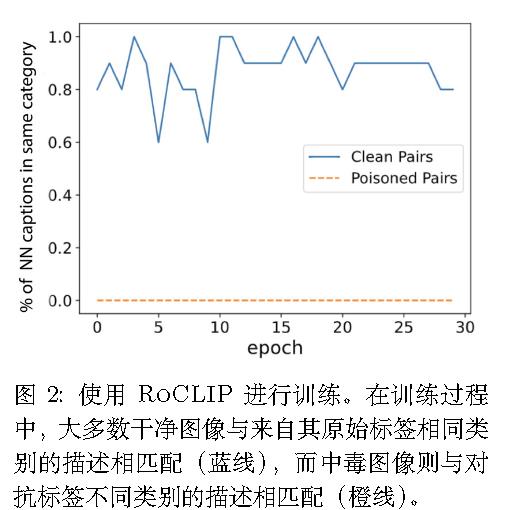 % of NN captions in same category
1.0
0.8
0.6
0.4
0.2
0.0
Clean Pairs
Poisoned Pairs
0 5 10 15 20 25 30
epoch
图 2: 使用 RoCLIP 进行训练。在训练过程
中，大多数干净图像与来自其原始标签相同类
别的描述相匹配（蓝线），而中毒图像则与对
抗标签不同类别的描述相匹配（橙线）。